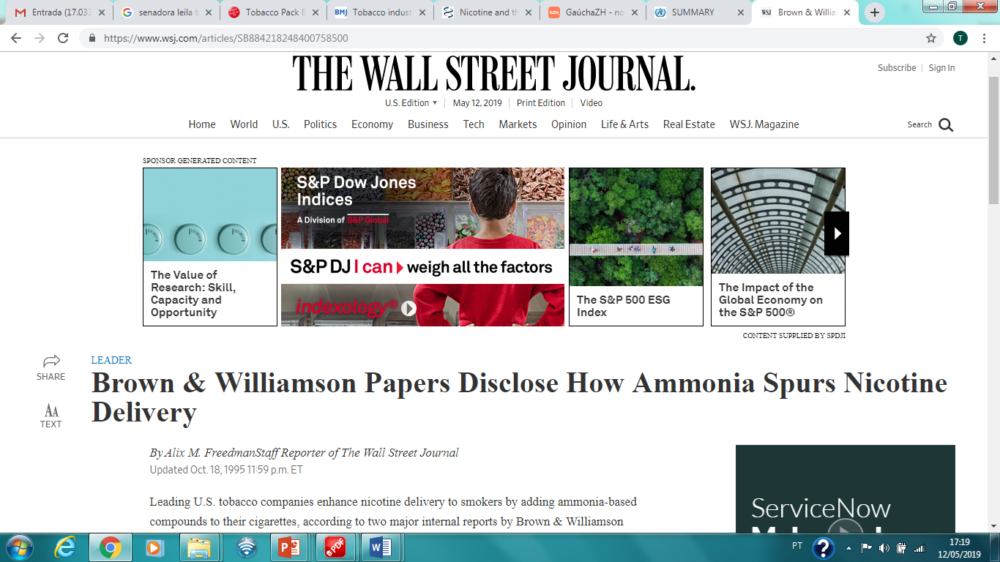 Entrada (17.033
senadora leila b
Tobacco Pack B
BMJ
Tobacco indust
Nicotine and th
GZH
GaúchaZH - no
SUMMARY
WSJ
Brown & Willia
https://www.wsj.com/articles/SB884218248400758500
T
THE WALL STREET JOURNAL.
Subscribe
Sign In
U.S. Edition
May 12, 2019
Print Edition
Video
Home World U.S. Politics Economy Business Tech Markets Opinion Life & Arts Real Estate WSJ. Magazine
Search
SPONSOR GENERATED CONTENT
The Value of
Research: Skill,
Capacity and
Opportunity
S&P Dow Jones
Indices
A Division of S&P Global
S&P DJ I can weigh all the factors
indexology®
The S&P 500 ESG
Index
The Impact of the
Global Economy on
the S&P 500®
CONTENT SUPPLIED BY SPDJI
SHARE
AA
TEXT
LEADER
Brown & Williamson Papers Disclose How Ammonia Spurs Nicotine
Delivery
By Alix M. FreedmanStaff Reporter of The Wall Street Journal
Updated Oct. 18, 1995 11:59 p.m. ET
Leading U.S. tobacco companies enhance nicotine delivery to smokers by adding ammonia-based
compounds to their cigarettes, according to two major internal reports by Brown & Williamson
ServiceNow
PT
17:19
12/05/2019